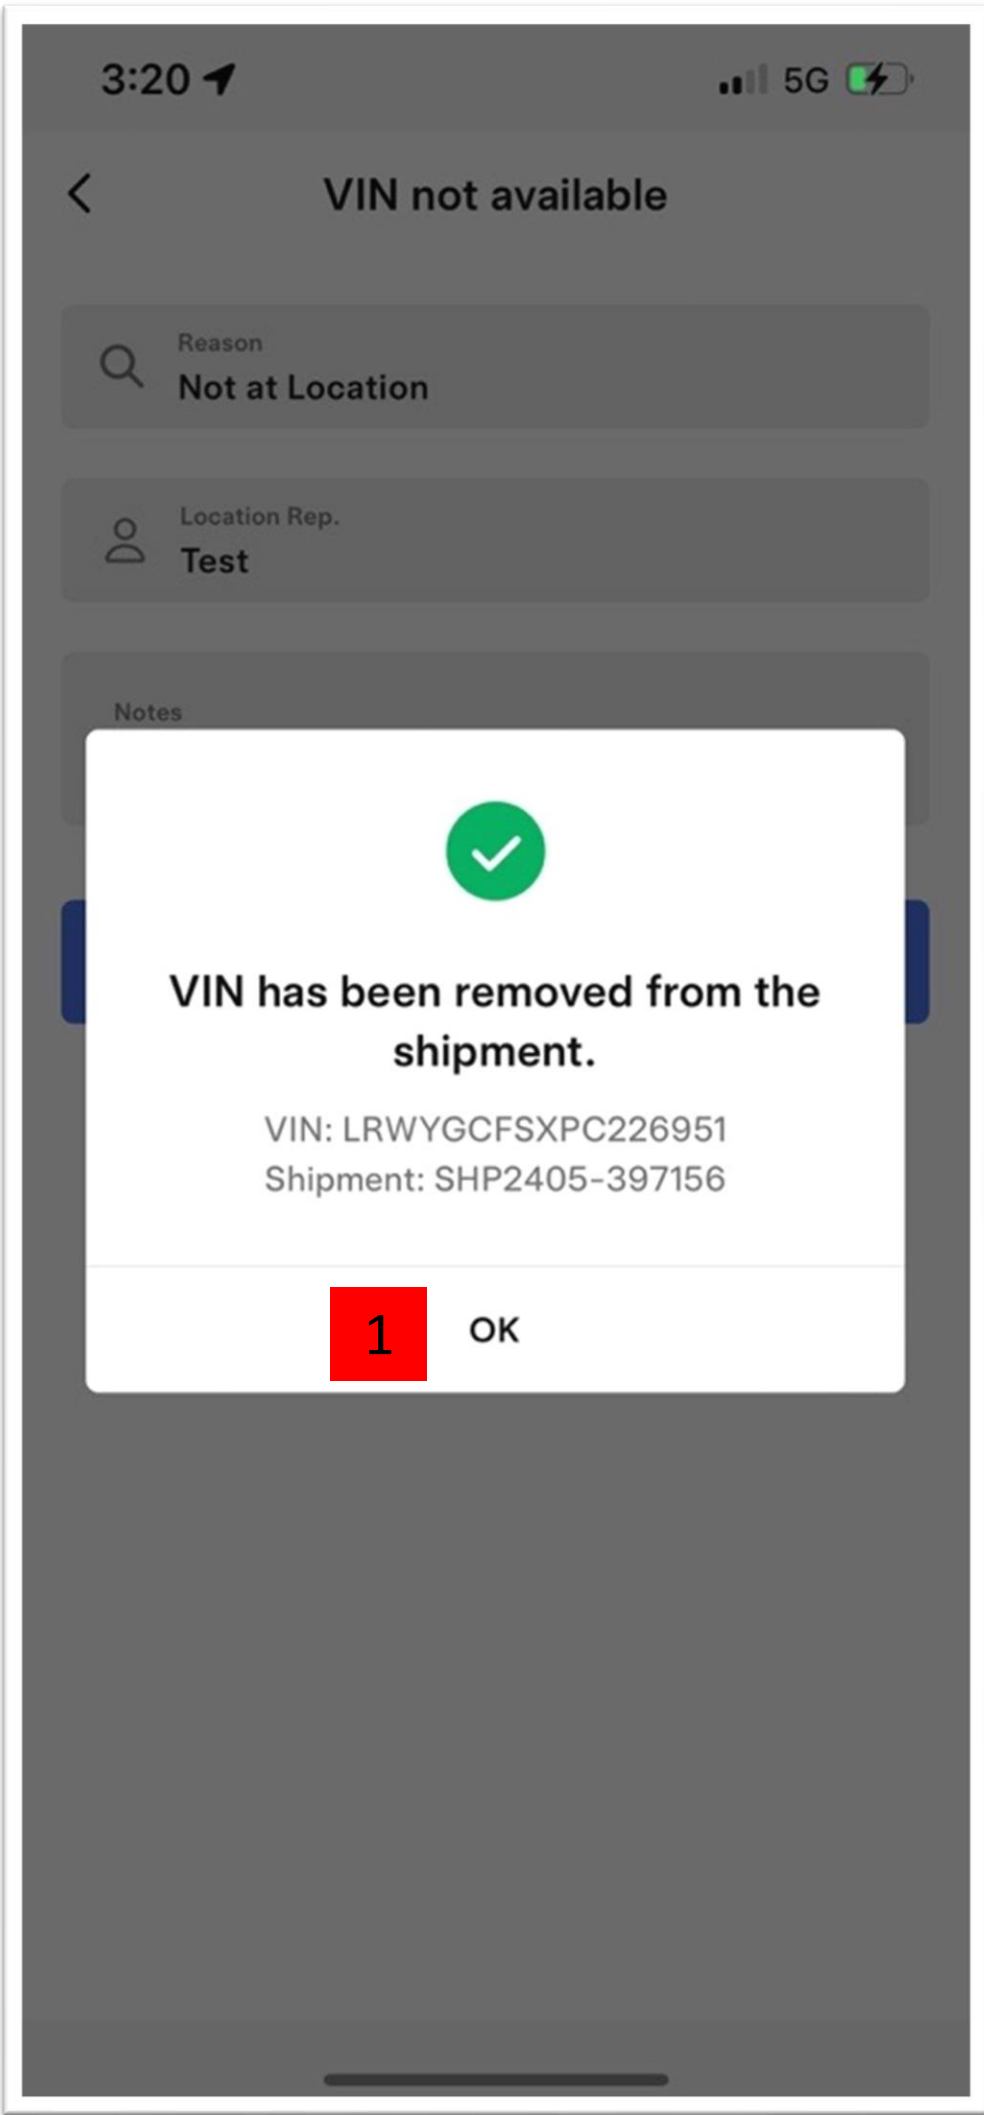 3:20
5G
VIN not available
Reason
Not at Location
Location Rep.
Test
Notes
VIN has been removed from the
shipment.
VIN: LRWYGCFSXPC226951
Shipment: SHP2405-397156
1 OK